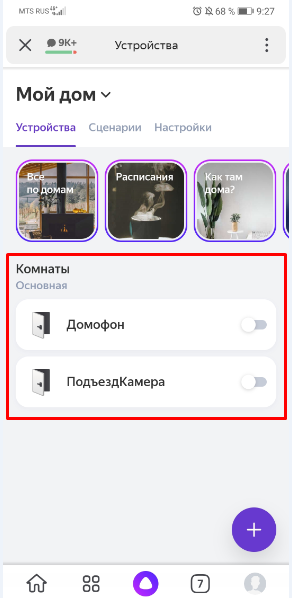 MTS RUS 68 % 9:27
9K+ Устройства
Мой дом
Устройства Сценарии Настройки
Все
по домам
Расписания
Как там
дома?
Комнаты
Основная
Домофон
ПодъездКамера
7